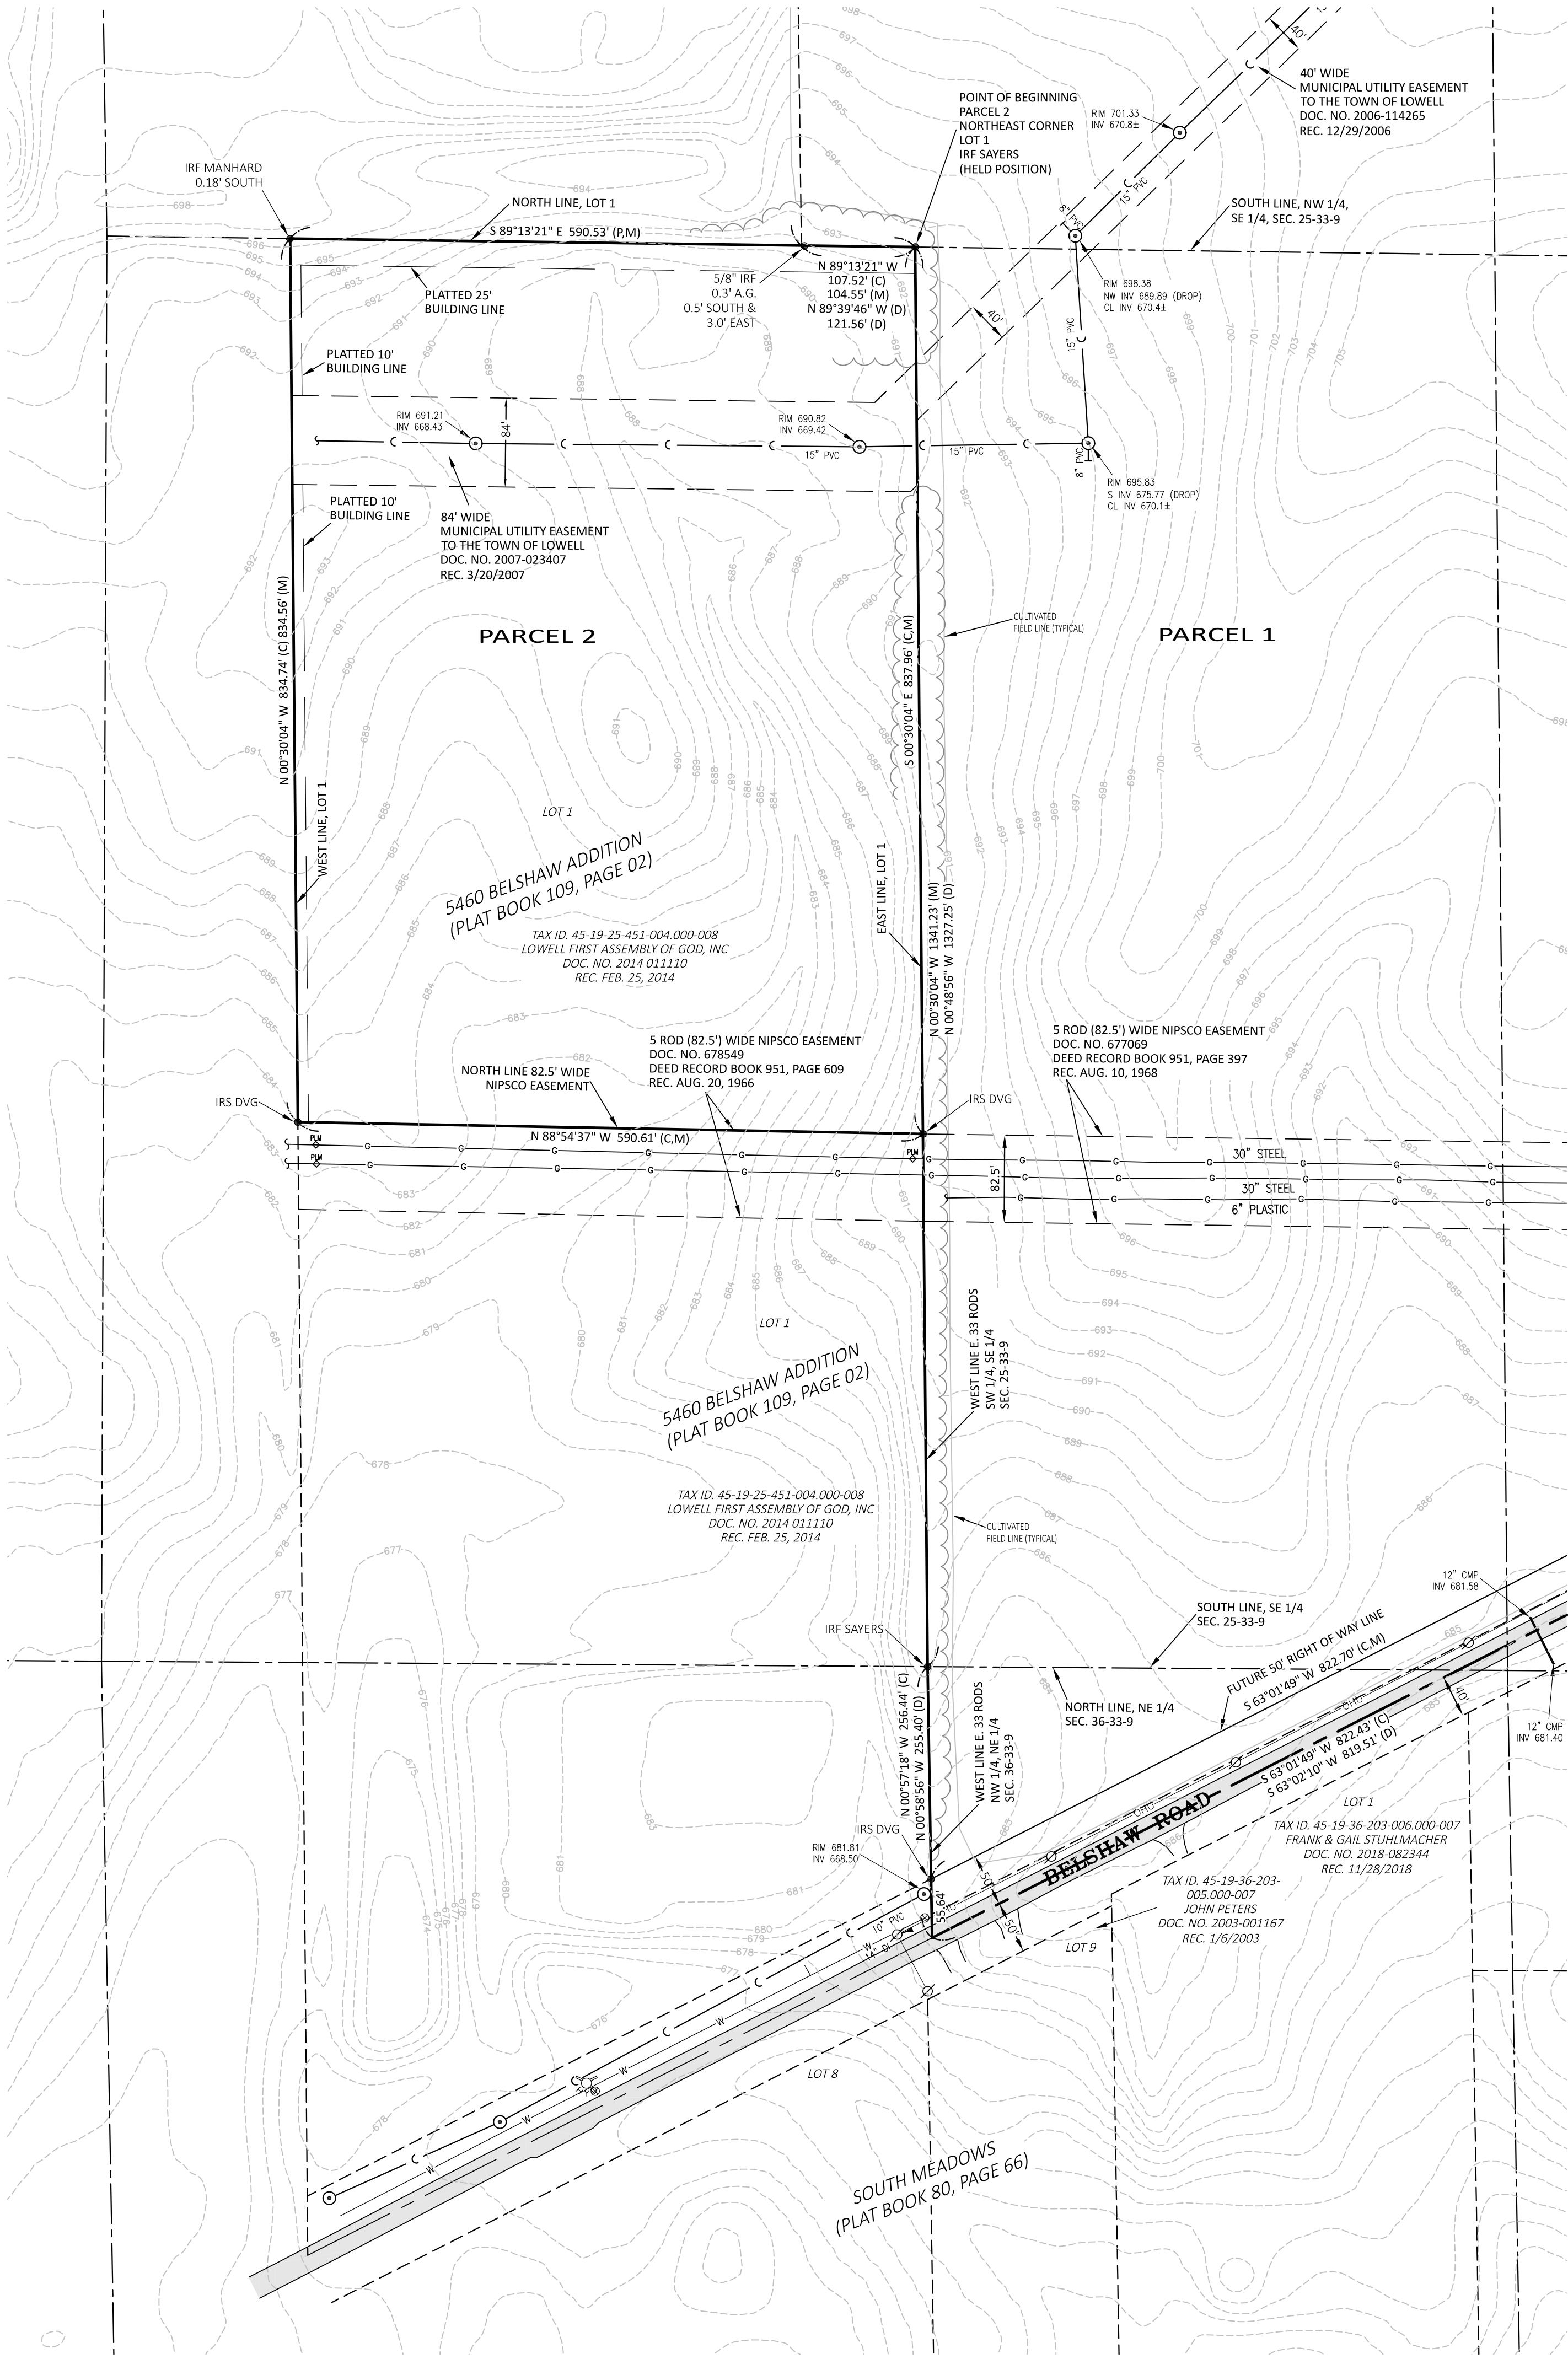 40'
40' WIDE
MUNICIPAL UTILITY EASEMENT
TO THE TOWN OF LOWELL
DOC. NO. 2006-114265
REC. 12/29/2006
POINT OF BEGINNING
PARCEL 2
NORTHEAST CORNER
LOT 1
IRF SAYERS
(HELD POSITION)
RIM 701.33
INV 670.8±
IRF MANHARD
0.18' SOUTH
NORTH LINE, LOT 1
S 89°13'21" E 590.53' (P,M)
8" PVC
15" PVC
SOUTH LINE, NW 1/4,
SE 1/4, SEC. 25-33-9
PLATTED 25'
BUILDING LINE
5/8" IRF
0.3' A.G.
0.5' SOUTH &
3.0' EAST
N 89°13'21" W
107.52' (C)
104.55' (M)
N 89°39'46" W (D)
121.56' (D)
RIM 698.38
NW INV 689.89 (DROP)
CL INV 670.4±
40'
15" PVC
PLATTED 10'
BUILDING LINE
RIM 691.21
INV 668.43
84'
RIM 690.82
INV 669.42
15" PVC
15" PVC
8" PVC
RIM 695.83
S INV 675.77 (DROP)
CL INV 670.1±
PLATTED 10'
BUILDING LINE
84' WIDE
MUNICIPAL UTILITY EASEMENT
TO THE TOWN OF LOWELL
DOC. NO. 2007-023407
REC. 3/20/2007
CULTIVATED
FIELD LINE (TYPICAL)
PARCEL 2
PARCEL 1
N 00°30'04" W 834.74' (C) 834.56' (M)
S 00°30'04" E 837.96' (C,M)
WEST LINE, LOT 1
LOT 1
5460 BELSHAW ADDITION
(PLAT BOOK 109, PAGE 02)
TAX ID. 45-19-25-451-004.000-008
LOWELL FIRST ASSEMBLY OF GOD, INC
DOC. NO. 2014 011110
REC. FEB. 25, 2014
EAST LINE, LOT 1
N 00°30'04" W 1341.23' (M)
N 00°48'56" W 1327.25' (D)
5 ROD (82.5') WIDE NIPSCO EASEMENT
DOC. NO. 678549
DEED RECORD BOOK 951, PAGE 609
REC. AUG. 20, 1966
5 ROD (82.5') WIDE NIPSCO EASEMENT
DOC. NO. 677069
DEED RECORD BOOK 951, PAGE 397
REC. AUG. 10, 1968
NORTH LINE 82.5' WIDE
NIPSCO EASEMENT
IRS DVG
IRS DVG
N 88°54'37" W 590.61' (C,M)
PLM
PLM
PLM
G G G G G G
82.5'
30" STEEL
30" STEEL
6" PLASTIC
LOT 1
WEST LINE E. 33 RODS
SW 1/4, SE 1/4
SEC. 25-33-9
5460 BELSHAW ADDITION
(PLAT BOOK 109, PAGE 02)
TAX ID. 45-19-25-451-004.000-008
LOWELL FIRST ASSEMBLY OF GOD, INC
DOC. NO. 2014 011110
REC. FEB. 25, 2014
CULTIVATED
FIELD LINE (TYPICAL)
12" CMP
INV 681.58
IRF SAYERS
SOUTH LINE, SE 1/4
SEC. 25-33-9
FUTURE 50' RIGHT OF WAY LINE
S 63°01'49" W 822.70' (C,M)
NORTH LINE, NE 1/4
SEC. 36-33-9
N 00°57'18" W 256.44' (C)
N 00°58'56" W 255.40' (D)
WEST LINE E. 33 RODS
NW 1/4, NE 1/4
SEC. 36-33-9
OHU
40'
12" CMP
INV 681.40
S 63°01'49" W 822.43' (C)
S 63°02'10" W 819.51' (D)
OHU
BELSHAW ROAD
LOT 1
TAX ID. 45-19-36-203-006.000-007
FRANK & GAIL STUHLMACHER
DOC. NO. 2018-082344
REC. 11/28/2018
IRS DVG
RIM 681.81
INV 668.50
50'
55.64'
50'
TAX ID. 45-19-36-203-
005.000-007
JOHN PETERS
DOC. NO. 2003-001167
REC. 1/6/2003
10" PVC
W
14" DI
LOT 9
LOT 8
W
W
W
W
SOUTH MEADOWS
(PLAT BOOK 80, PAGE 66)